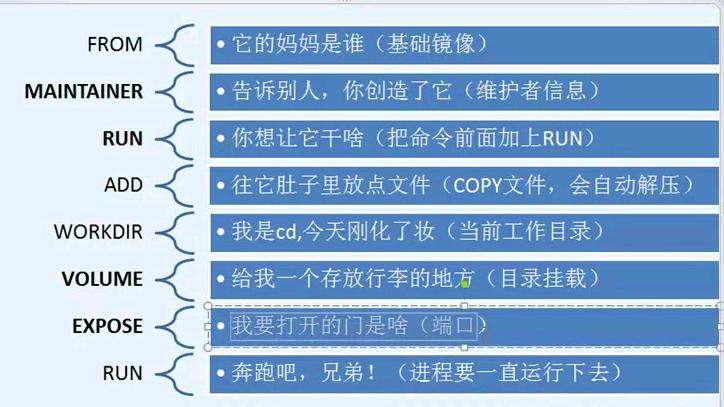 FROM
• 它的妈妈是谁（基础镜像）
MAINTAINER
• 告诉别人，你创造了它（维护者信息）
RUN
• 你想让它干啥（把命令前面加上RUN）
ADD
• 往它肚子里放点文件（COPY文件，会自动解压）
WORKDIR
• 我是cd,今天刚化了妆（当前工作目录）
VOLUME
• 给我一个存放行李的地方（目录挂载）
EXPOSE
• 我要打开的门是啥（端口）
RUN
• 奔跑吧，兄弟！（进程要一直运行下去）